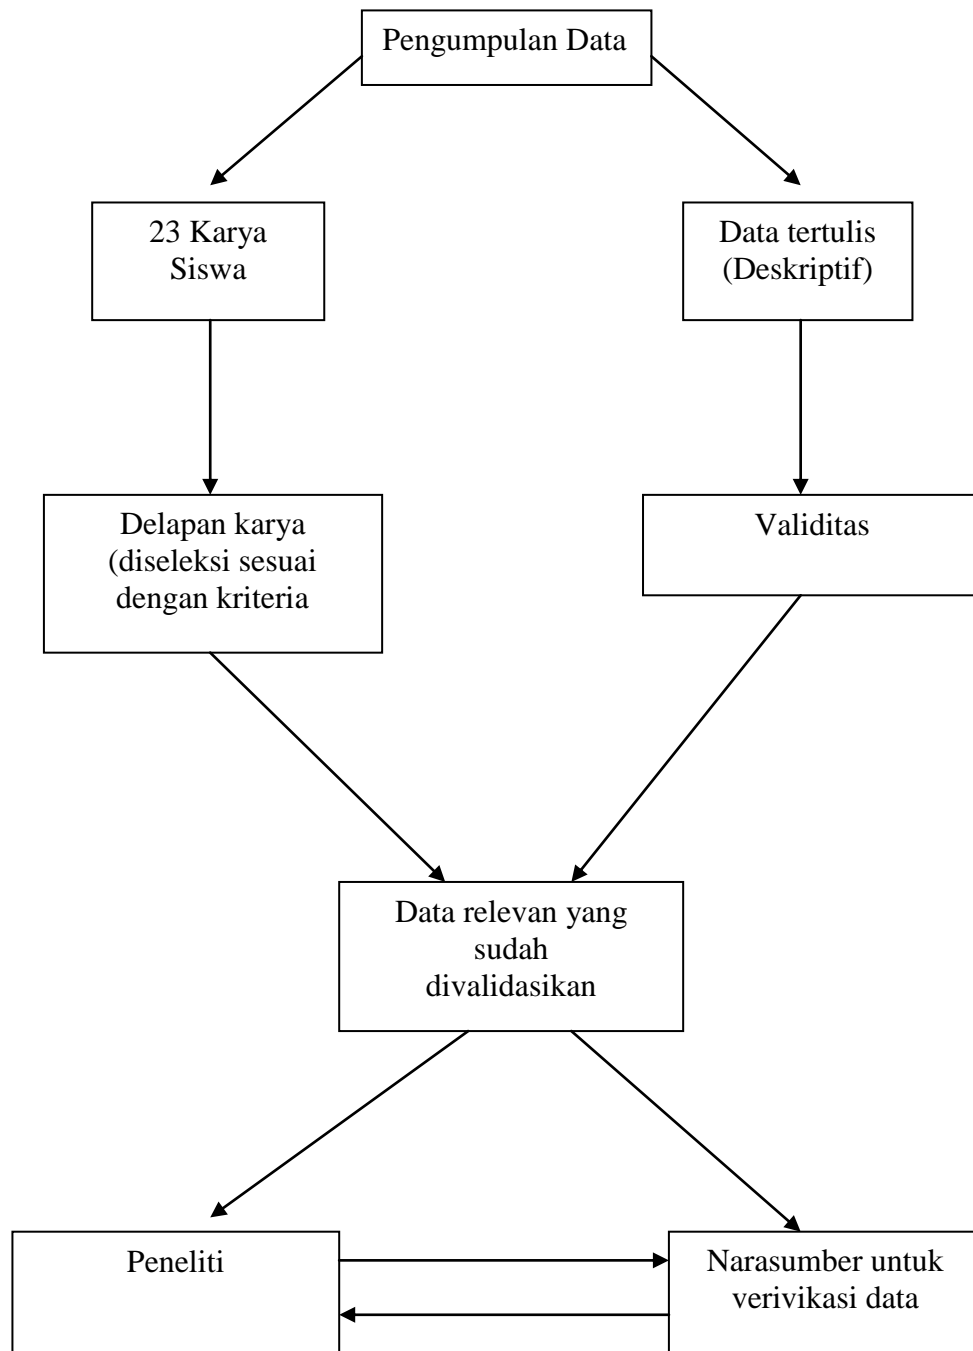 Pengumpulan Data
23 Karya
Siswa
Data tertulis
(Deskriptif)
Delapan karya
(diseleksi sesuai
dengan kriteria
Validitas
Data relevan yang
sudah
divalidasikan
Peneliti
Narasumber untuk
verivikasi data